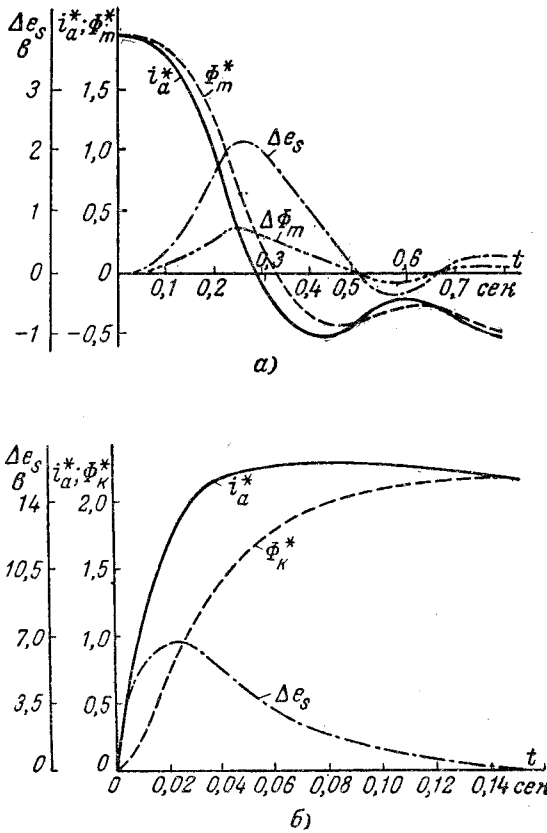 Δe_s i_a^*;Φ_m^*
в
3 1,5
2 1,0
1 0,5
0 0
-1 -0,5
i_a^* Φ_m^*
Δe_s
ΔΦ_m
0,1 0,2 0,3 0,4 0,5 0,6 0,7 сек
t
а)
Δe_s i_a^*;Φ_к^*
в
14 2,0
10,5 1,5
7,0 1,0
3,5 0,5
0 0
i_a^*
Φ_к^*
Δe_s
t
0 0,02 0,04 0,06 0,08 0,10 0,12 0,14 сек
б)